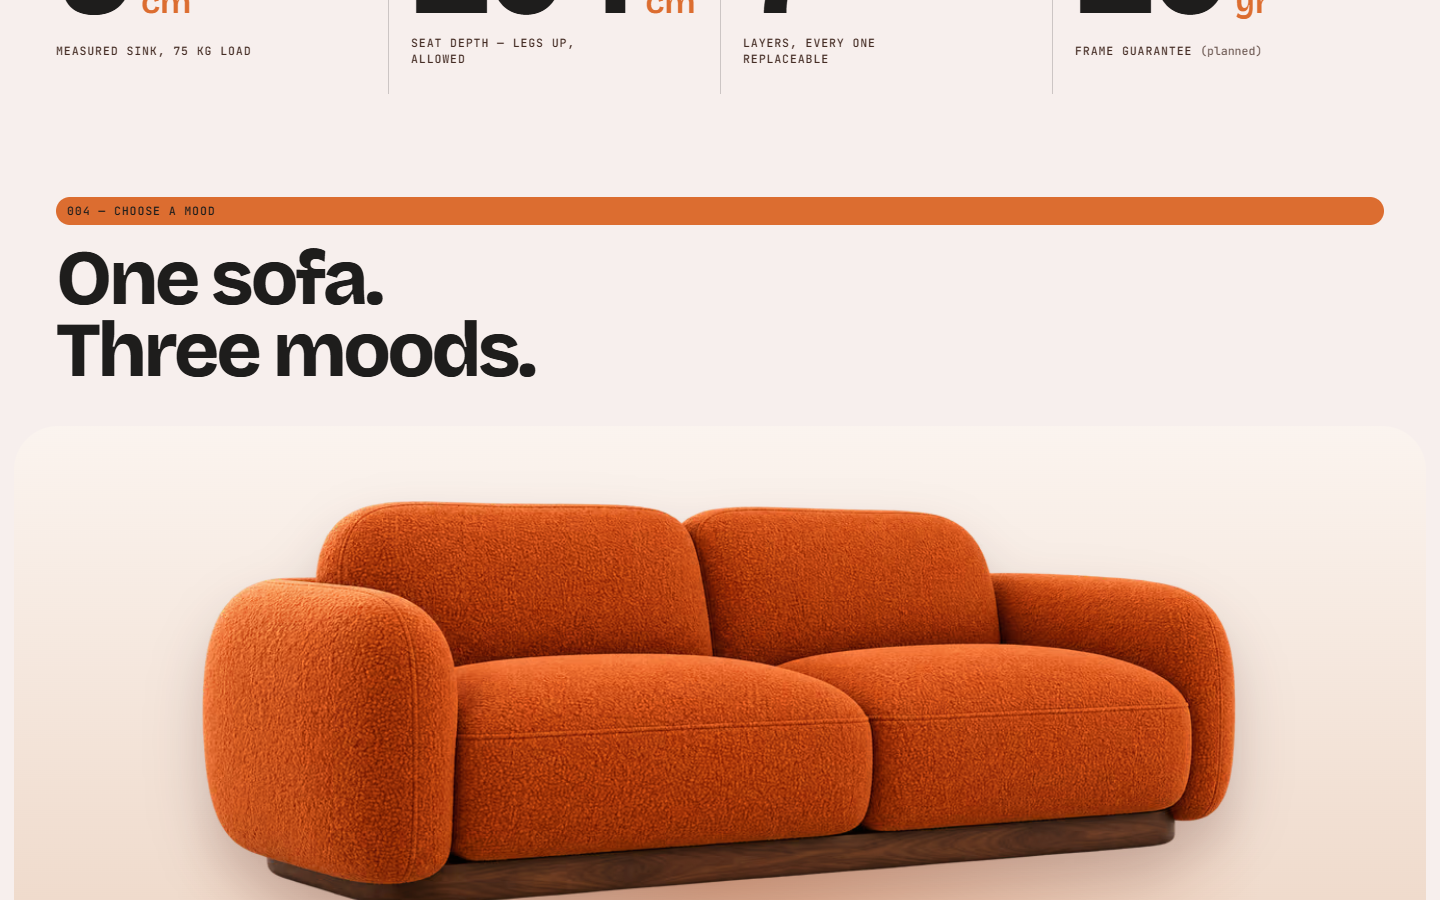 cm
cm
yr
MEASURED SINK, 75 KG LOAD
SEAT DEPTH — LEGS UP,
ALLOWED
LAYERS, EVERY ONE
REPLACEABLE
FRAME GUARANTEE (planned)
004 — CHOOSE A MOOD
One sofa.
Three moods.